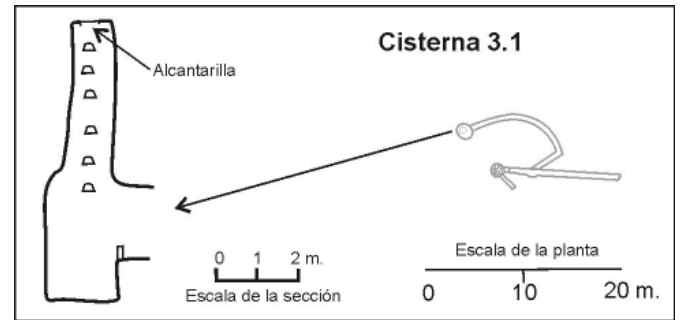 Cisterna 3.1
Alcantarilla
0 1 2 m.
Escala de la sección
Escala de la planta
0 10 20 m.